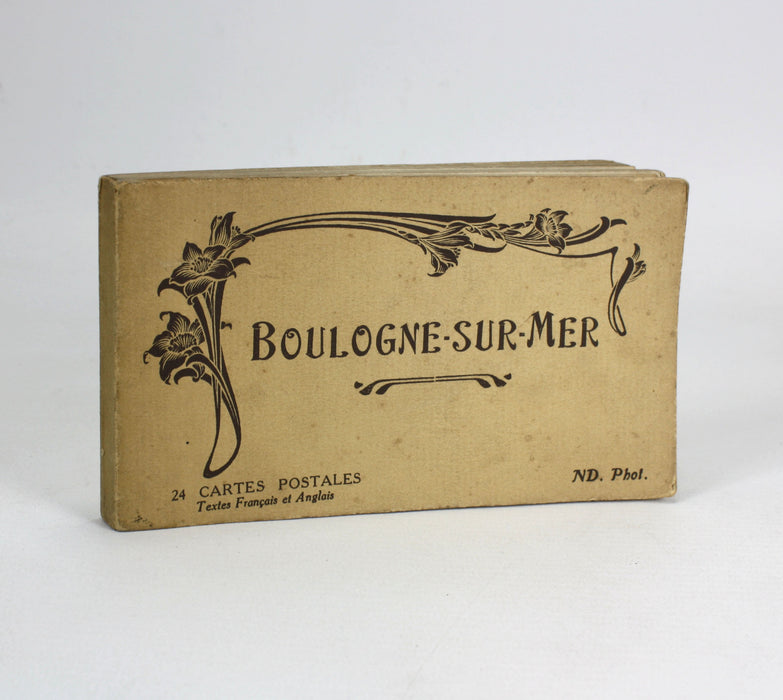 BOULOGNE-SUR-MER
24 CARTES POSTALES
Textes Français et Anglais
ND. Phot.